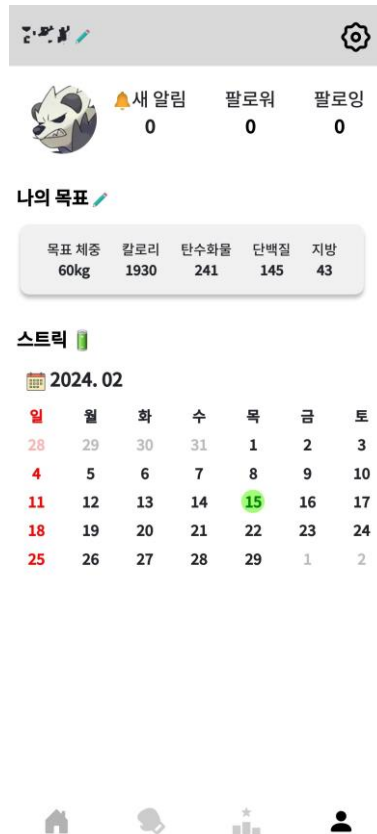 새 알림 팔로워 팔로잉
0 0 0
나의 목표
목표 체중 칼로리 탄수화물 단백질 지방
60kg 1930 241 145 43
스트릭
2024. 02
일 월 화 수 목 금 토
28 29 30 31 1 2 3
4 5 6 7 8 9 10
11 12 13 14 15 16 17
18 19 20 21 22 23 24
25 26 27 28 29 1 2